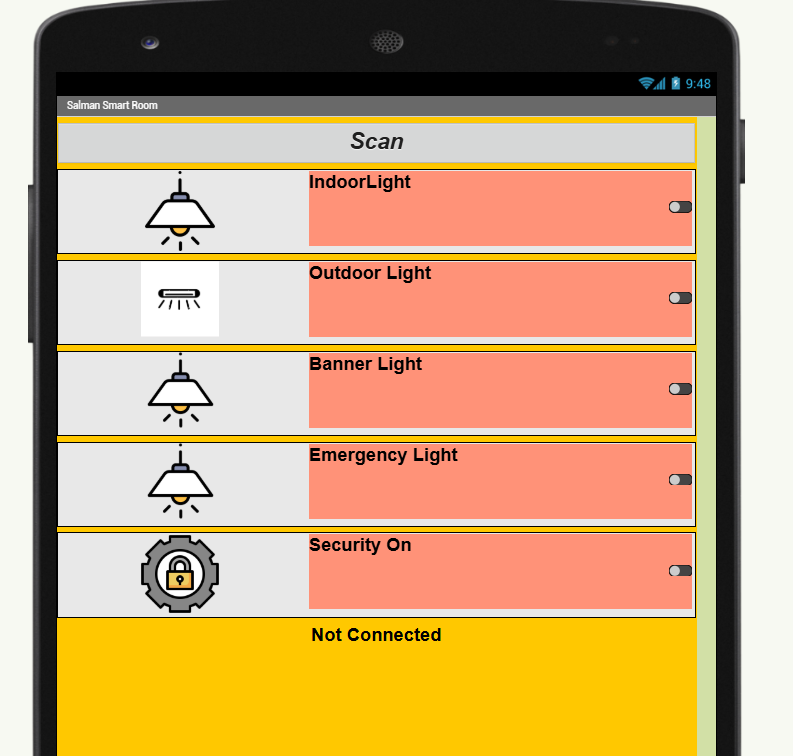 9:48
Salman Smart Room
Scan
IndoorLight
Outdoor Light
Banner Light
Emergency Light
Security On
Not Connected